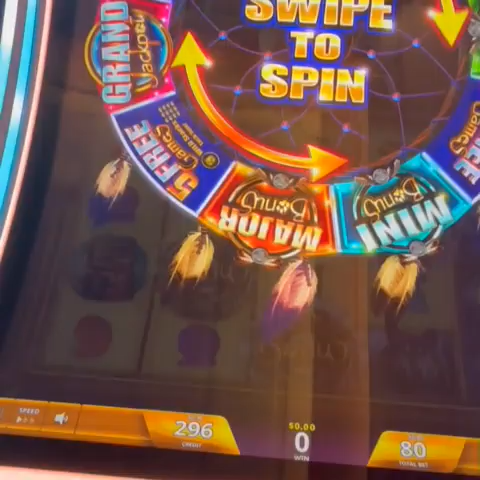 SWIPE
TO
SPIN
GRAND
Jackpot
5 FREE
Games
MAJOR
Bonus
MINI
Bonus
Games
SPEED
296
CREDIT
$0.00
0
WIN
80
TOTAL BET